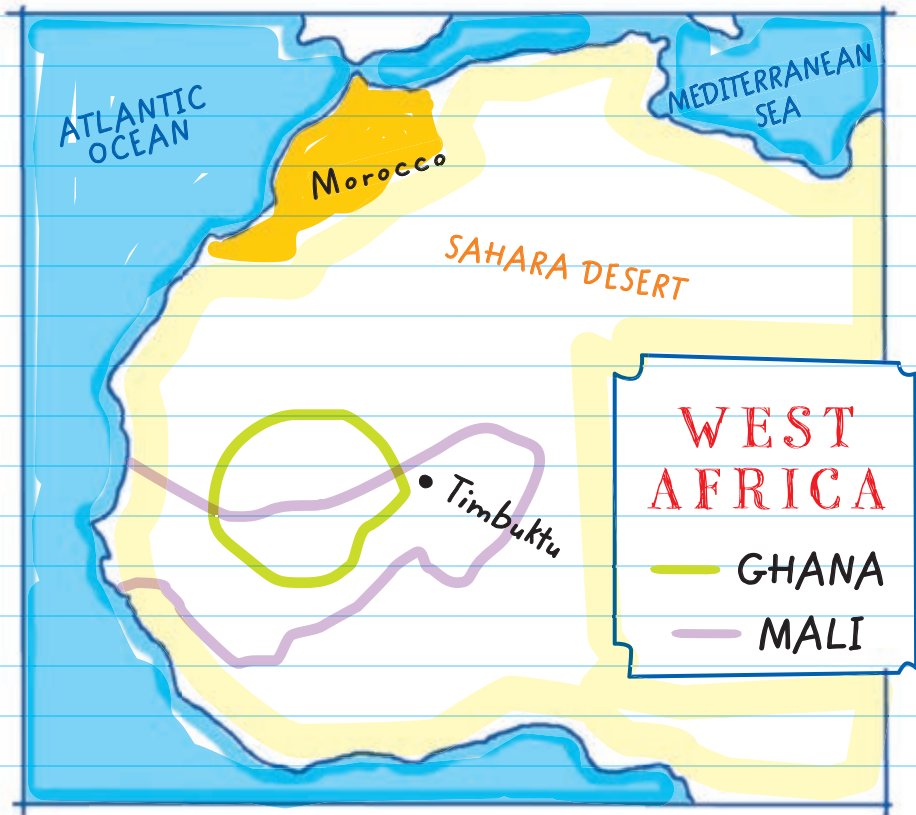 ATLANTIC
OCEAN
MEDITERRANEAN
SEA
Morocco
SAHARA DESERT
WEST
AFRICA
GHANA
MALI
Timbuktu